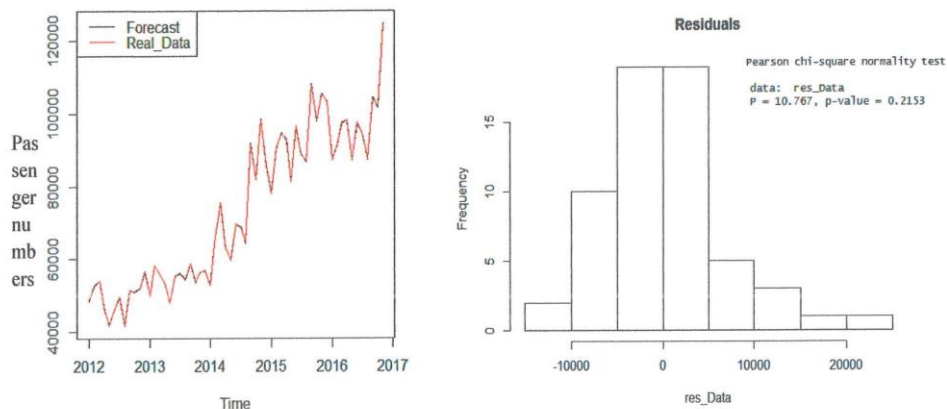 Forecast
Real_Data
120000
100000
80000
60000
40000
Pas
sen
ger
nu
mb
ers
2012 2013 2014 2015 2016 2017
Time
Residuals
Pearson chi-square normality test
data: res_Data
P = 10.767, p-value = 0.2153
Frequency
15
10
5
0
-10000 0 10000 20000
res_Data